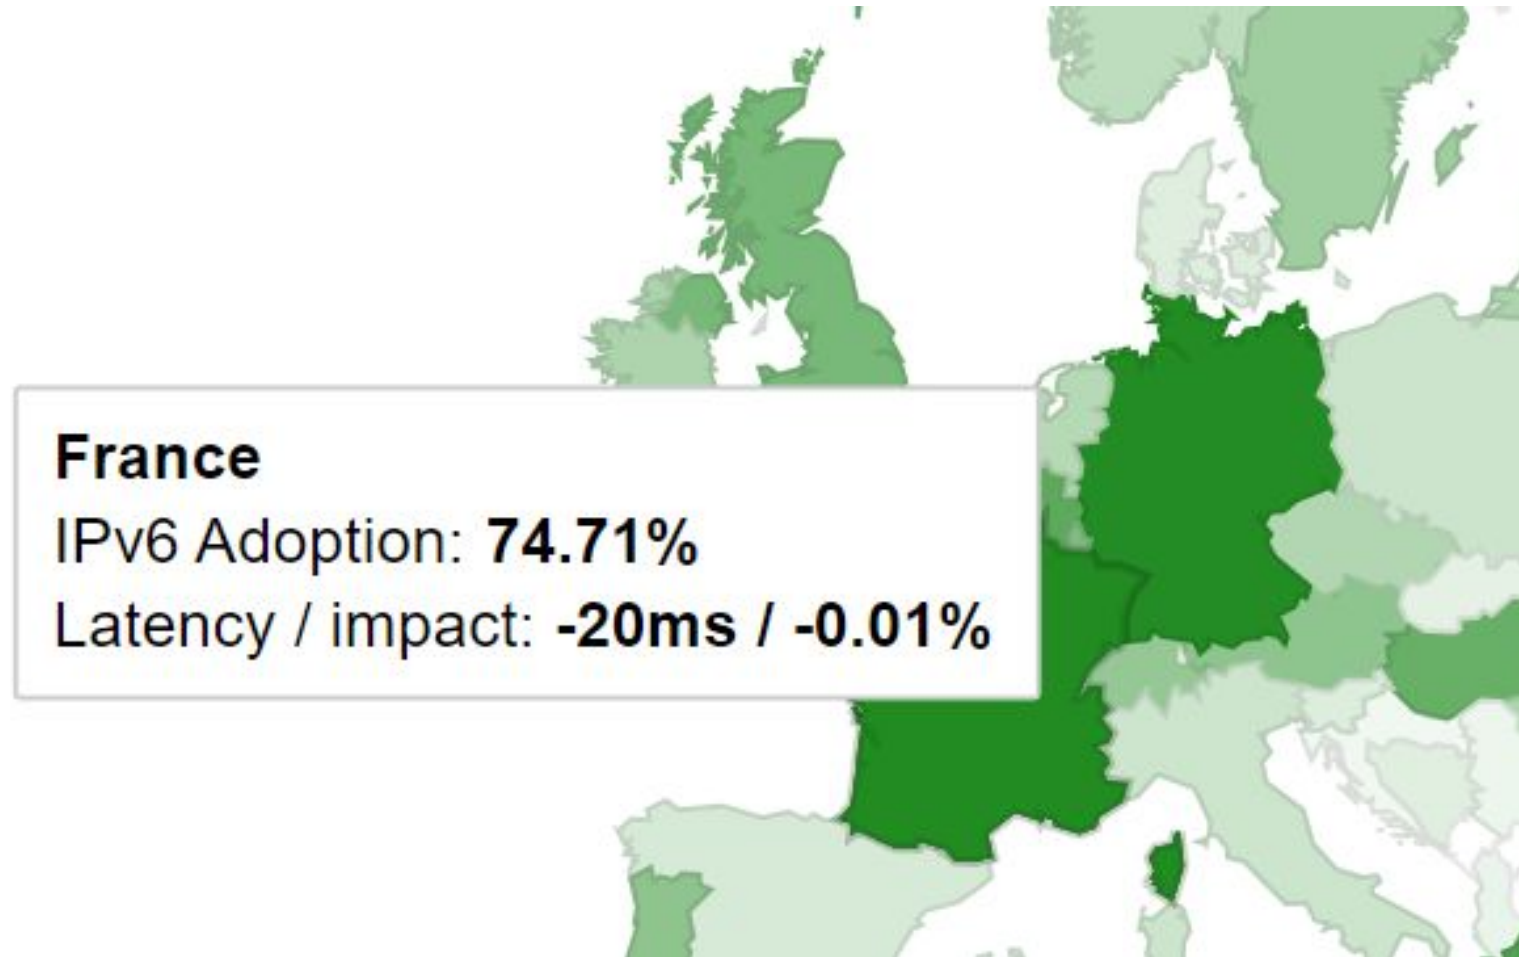 France
IPv6 Adoption: 74.71%
Latency / impact: -20ms / -0.01%